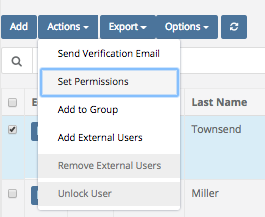 Add Actions Export Options
Send Verification Email
Set Permissions
Last Name
Add to Group
Townsend
Add External Users
Remove External Users
Unlock User
Miller